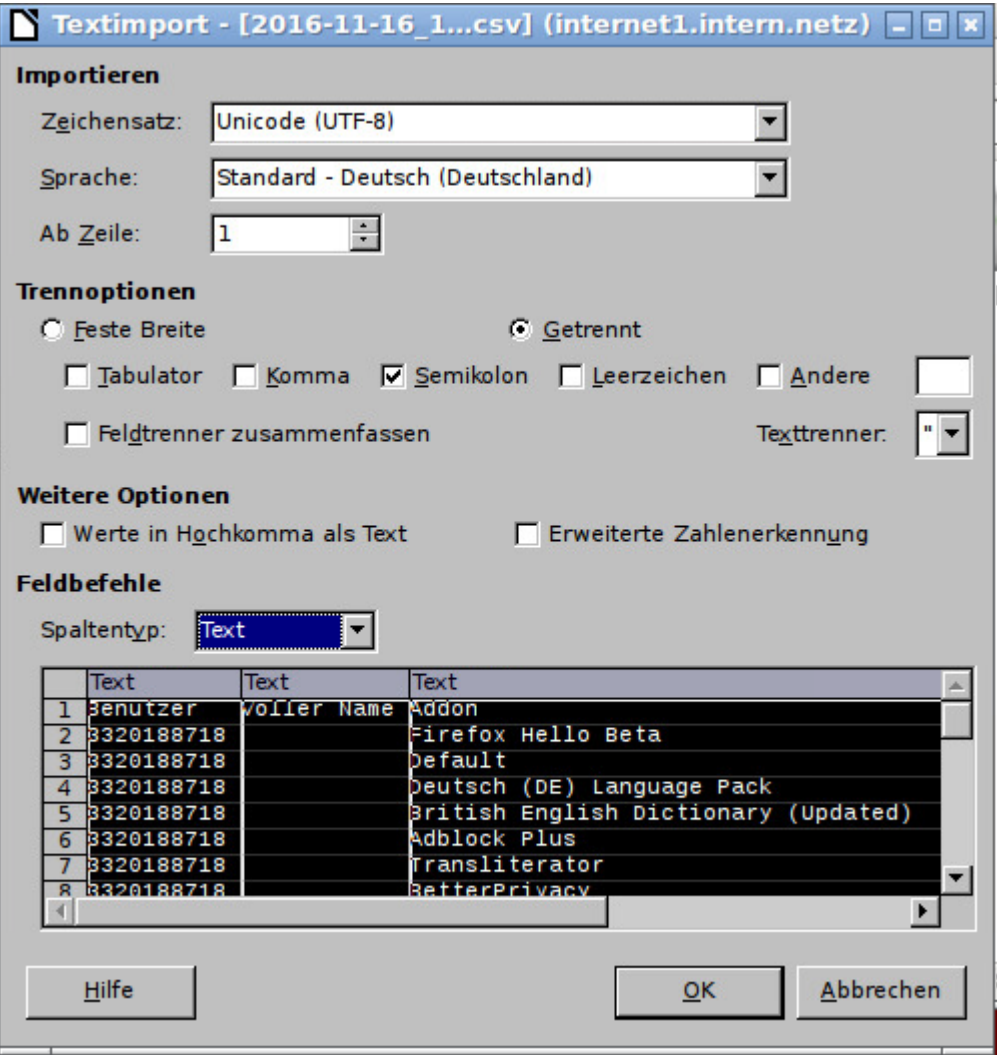 Textimport - [2016-11-16_1...csv] (internet1.intern.netz)
Importieren
Zeichensatz: Unicode (UTF-8)
Sprache: Standard - Deutsch (Deutschland)
Ab Zeile: 1
Trennoptionen
Feste Breite Getrennt
Tabulator Komma Semikolon Leerzeichen Andere
Feldtrenner zusammenfassen Texttrenner: "
Weitere Optionen
Werte in Hochkomma als Text Erweiterte Zahlenerkennung
Feldbefehle
Spaltentyp: Text
Text Text Text
1 Benutzer voller Name Addon
2 3320188718 Firefox Hello Beta
3 3320188718 Default
4 3320188718 Deutsch (DE) Language Pack
5 3320188718 British English Dictionary (Updated)
6 3320188718 Adblock Plus
7 3320188718 Transliterator
8 3320188718 BetterPrivacy
Hilfe OK Abbrechen